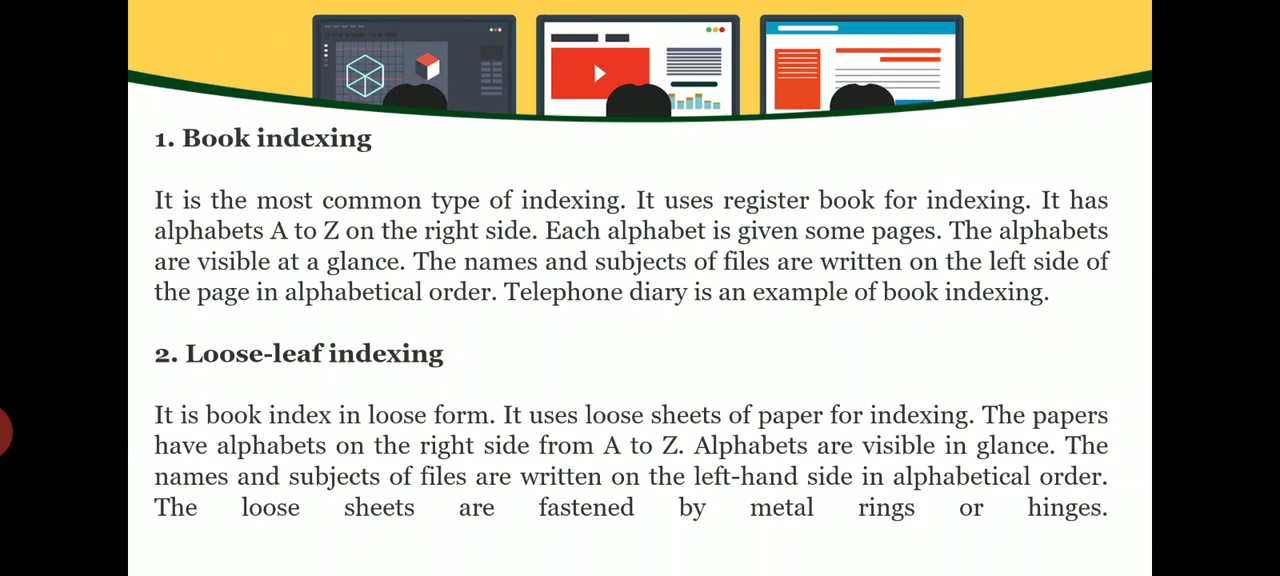 1. Book indexing
It is the most common type of indexing. It uses register book for indexing. It has
alphabets A to Z on the right side. Each alphabet is given some pages. The alphabets
are visible at a glance. The names and subjects of files are written on the left side of
the page in alphabetical order. Telephone diary is an example of book indexing.
2. Loose-leaf indexing
It is book index in loose form. It uses loose sheets of paper for indexing. The papers
have alphabets on the right side from A to Z. Alphabets are visible in glance. The
names and subjects of files are written on the left-hand side in alphabetical order.
The loose sheets are fastened by metal rings or hinges.